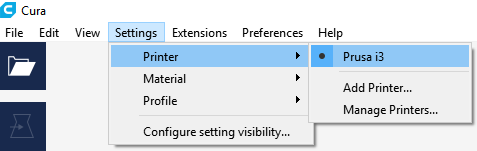 Cura
File Edit View Settings Extensions Preferences Help
Printer
Material
Profile
Configure setting visibility...
Prusa i3
Add Printer...
Manage Printers...